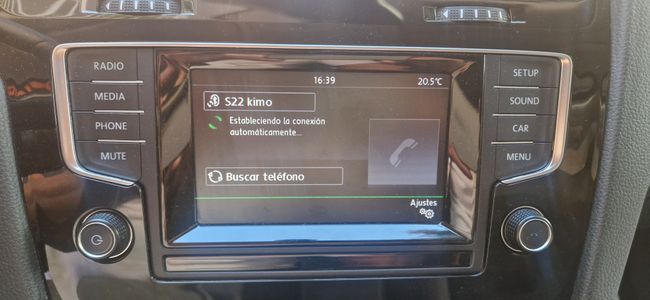 RADIO
MEDIA
PHONE
MUTE
16:39
20.5°C
S22 kimo
Estableciendo la conexión
automáticamente...
Buscar teléfono
Ajustes
SETUP
SOUND
CAR
MENU